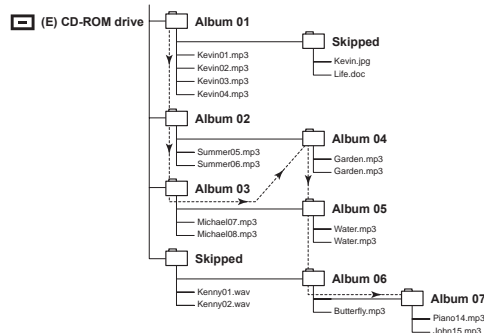 (E) CD-ROM drive
Album 01
Kevin01.mp3
Kevin02.mp3
Kevin03.mp3
Kevin04.mp3
Skipped
Kevin.jpg
Life.doc
Album 02
Summer05.mp3
Summer06.mp3
Album 04
Garden.mp3
Garden.mp3
Album 03
Michael07.mp3
Michael08.mp3
Album 05
Water.mp3
Water.mp3
Skipped
Kenny01.wav
Kenny02.wav
Album 06
Butterfly.mp3
Album 07
Piano14.mp3
John15.mp3